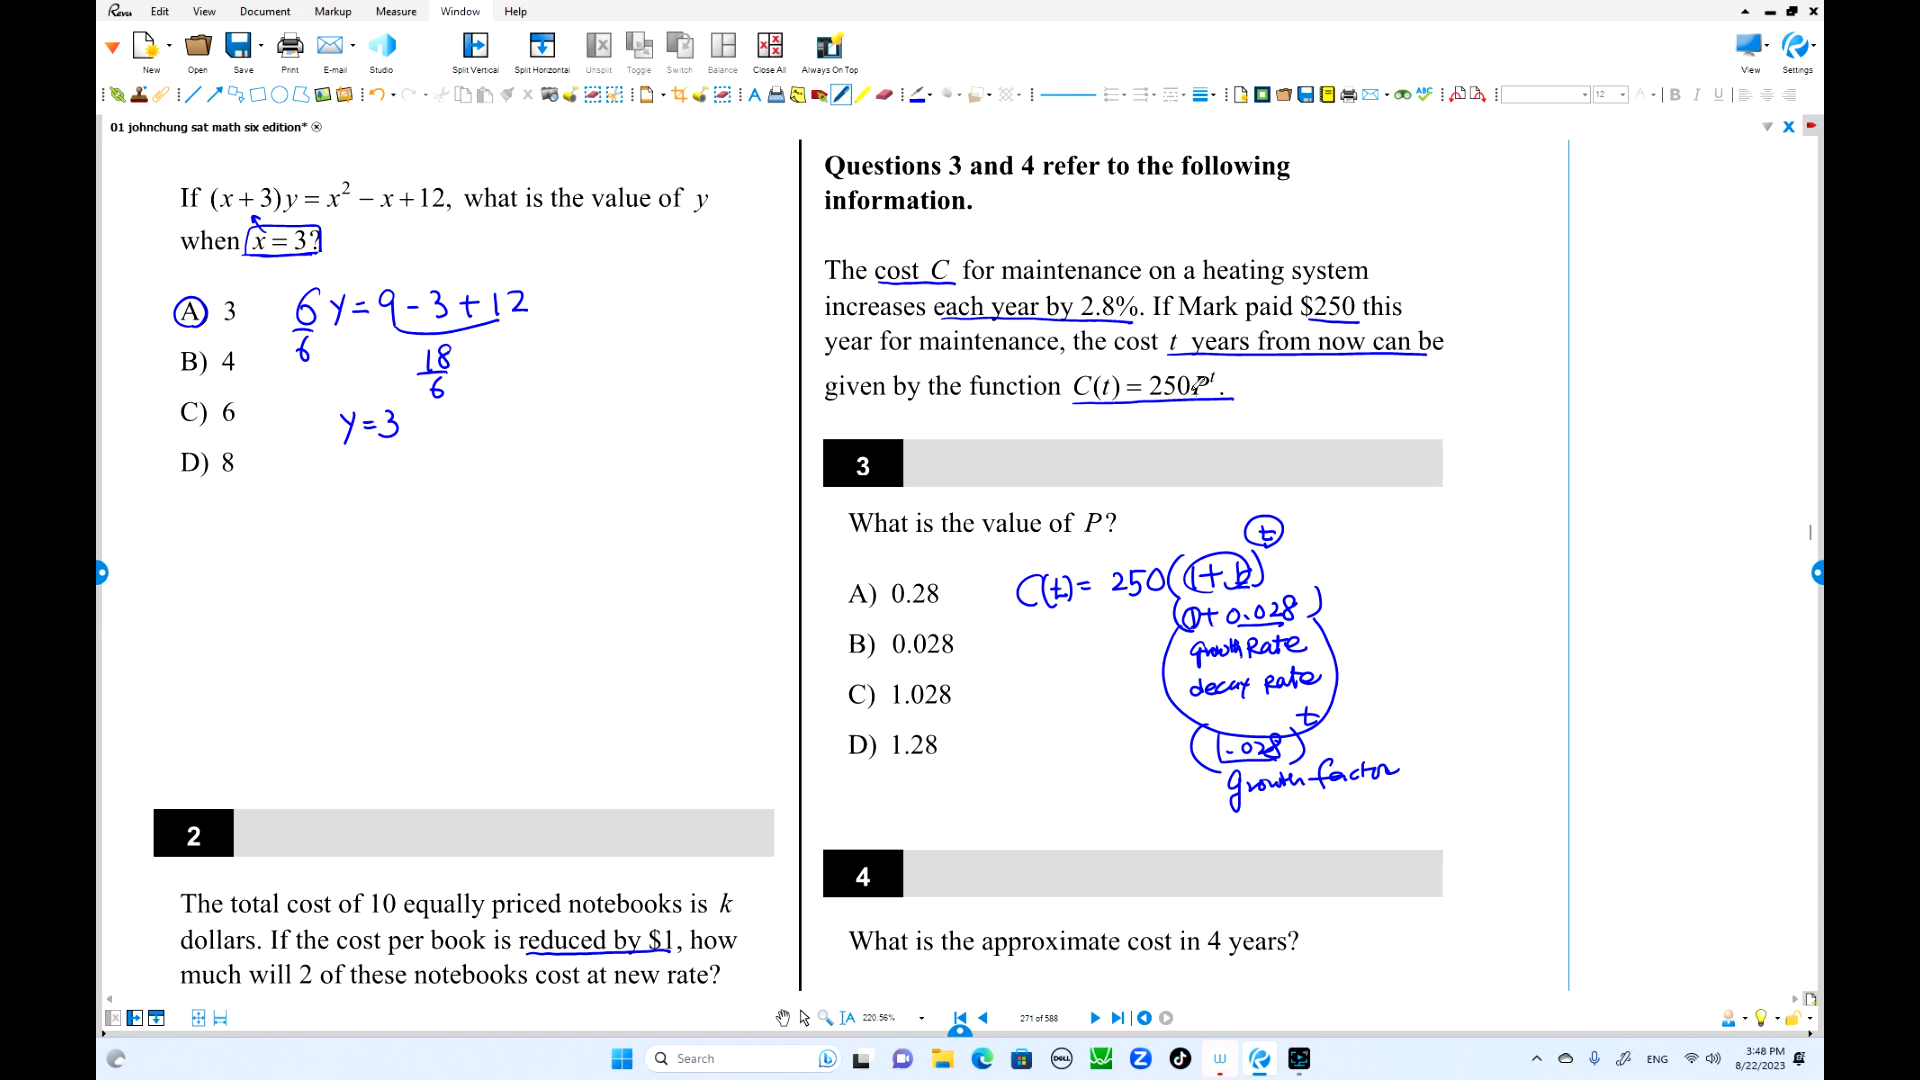 Revu Edit View Document Markup Measure Window Help
New Open Save Print E-mail Studio Split Vertical Split Horizontal Unsplit Toggle Switch Balance Close All Always On Top View Settings
12
01 johnchung sat math six edition*
If (x + 3)y = x² − x + 12, what is the value of y
when x = 3?
A) 3
B) 4
C) 6
D) 8
6y = 9 - 3 + 12
6
18
6
y = 3
2
The total cost of 10 equally priced notebooks is k
dollars. If the cost per book is reduced by $1, how
much will 2 of these notebooks cost at new rate?
Questions 3 and 4 refer to the following
information.
The cost C for maintenance on a heating system
increases each year by 2.8%. If Mark paid $250 this
year for maintenance, the cost t years from now can be
given by the function C(t) = 250P^t.
3
What is the value of P?
A) 0.28
B) 0.028
C) 1.028
D) 1.28
t
C(t) = 250(1+r)
(1 + 0.028)
growth Rate
decay Rate
t
(1.028)
growth factor
4
What is the approximate cost in 4 years?
220.56% 271 of 588
Search ENG 3:48 PM
8/22/2023